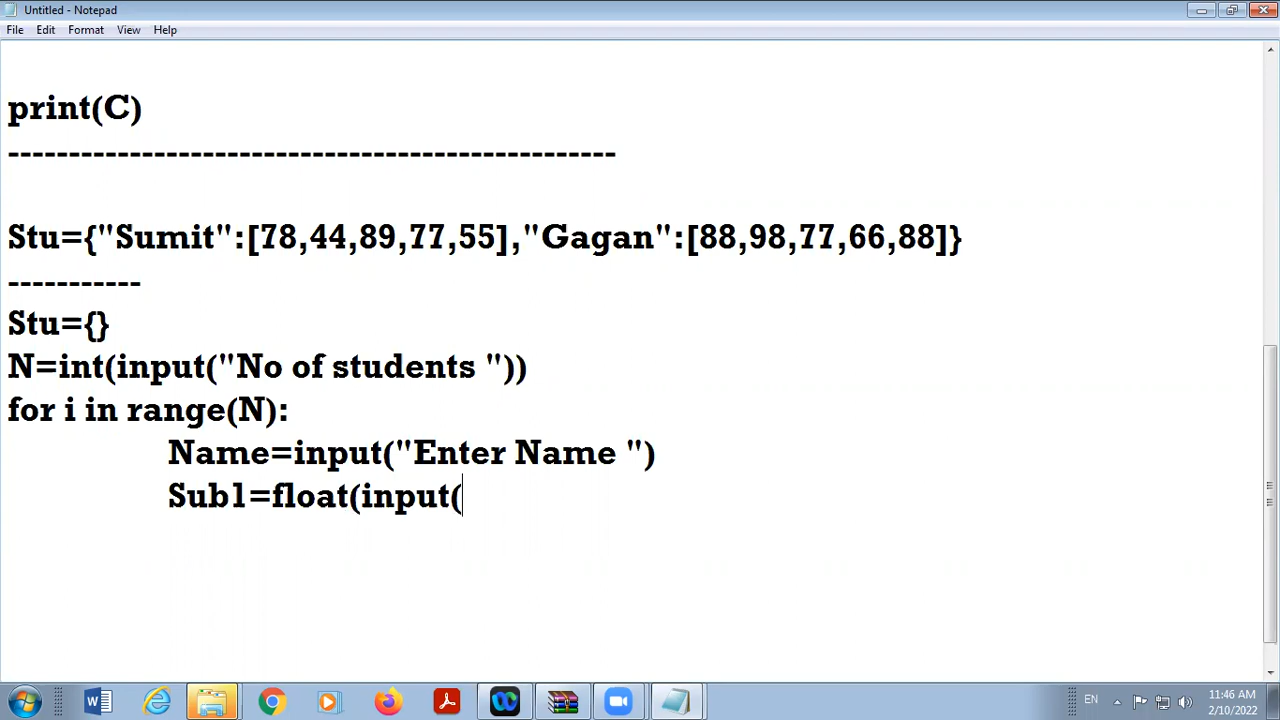 Untitled - Notepad
File Edit Format View Help
print(C)
--------------------------------------------------
Stu={"Sumit":[78,44,89,77,55],"Gagan":[88,98,77,66,88]}
-----------
Stu={}
N=int(input("No of students "))
for i in range(N):
Name=input("Enter Name ")
Sub1=float(input(
EN
11:46 AM
2/10/2022